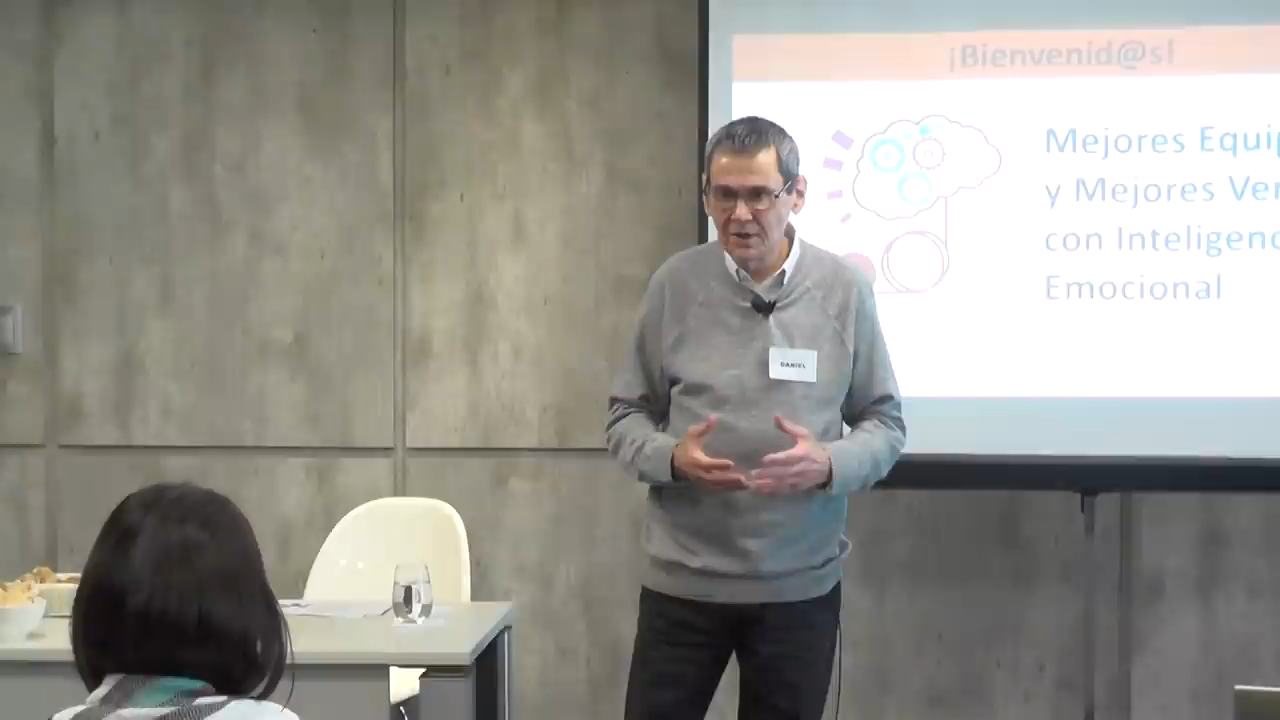 ¡Bienvenid@s!
Mejores Equip
y Mejores Ven
con Inteligenc
Emocional
DANIEL